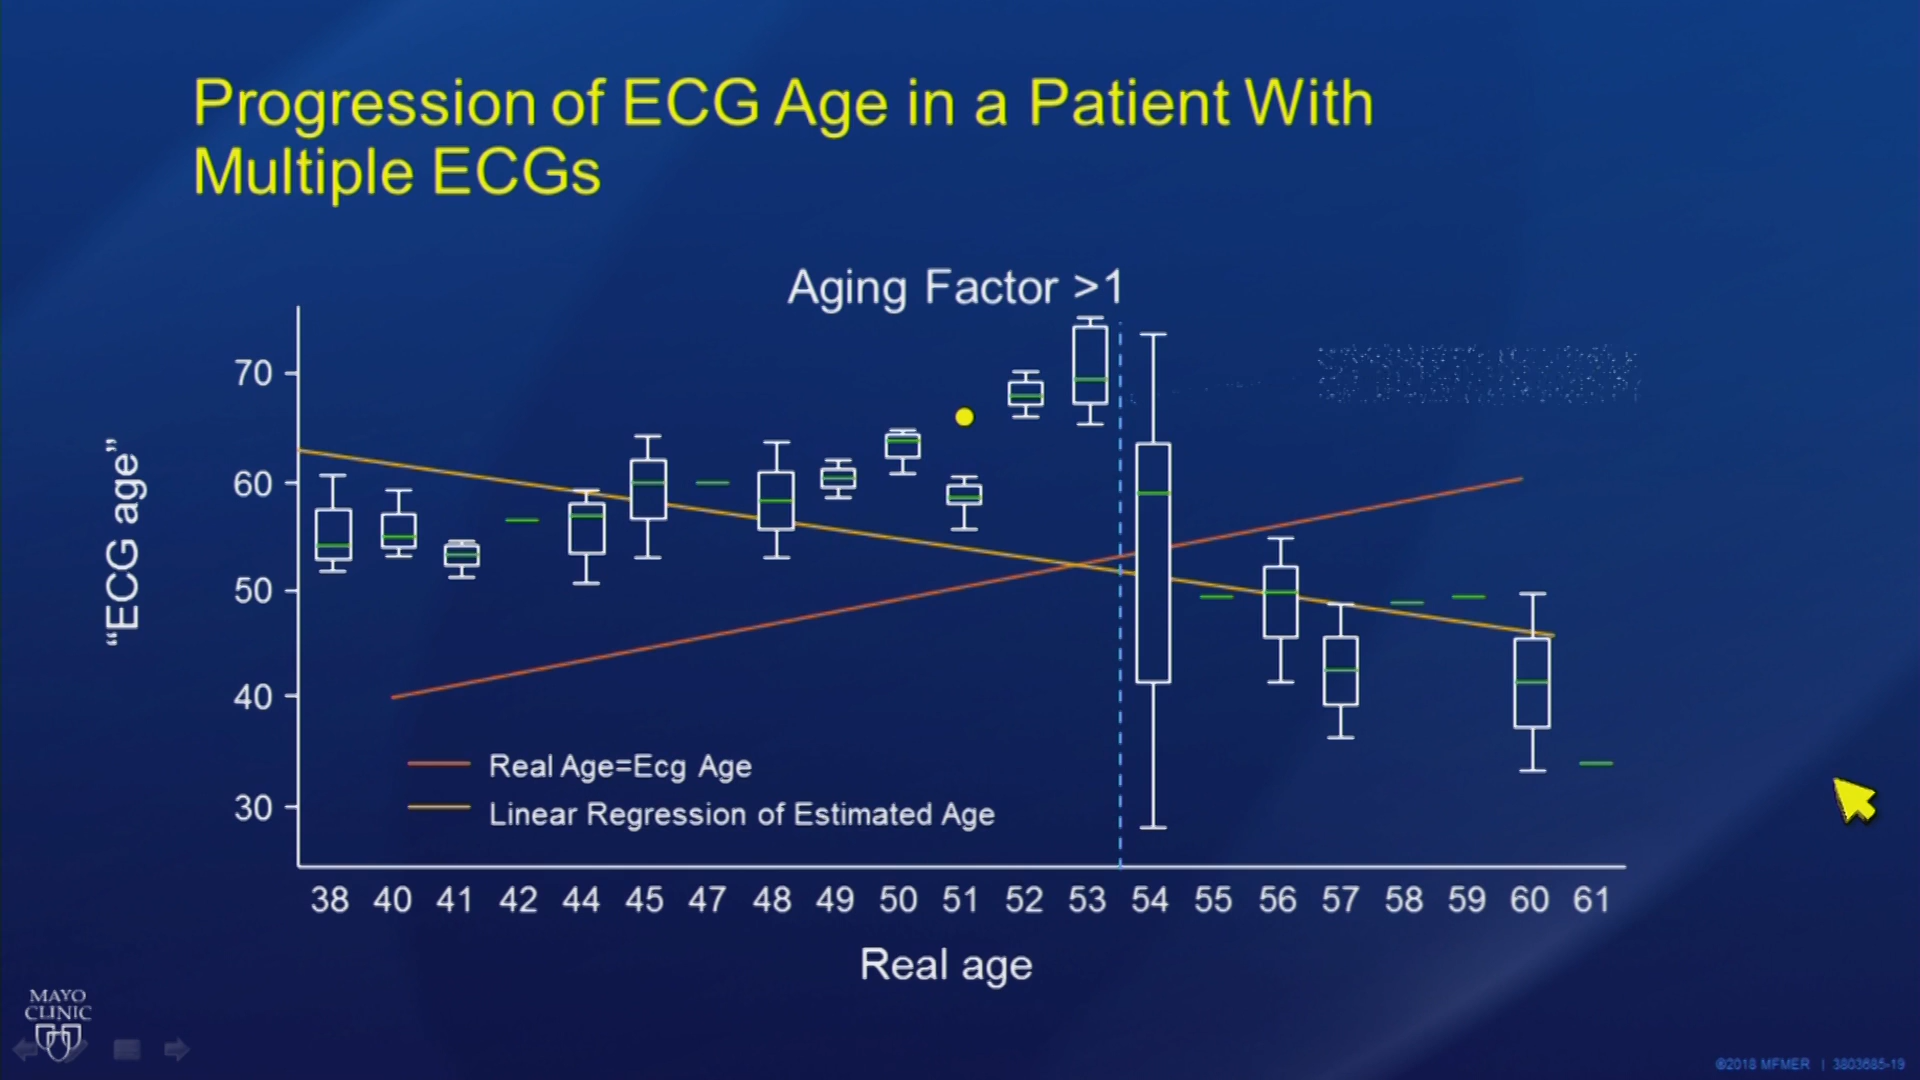 Progression of ECG Age in a Patient With
Multiple ECGs
Aging Factor >1
70
60
50
40
30
“ECG age”
Real Age=Ecg Age
Linear Regression of Estimated Age
38 40 41 42 44 45 47 48 49 50 51 52 53 54 55 56 57 58 59 60 61
Real age
MAYO
CLINIC
©2018 MFMER | 3803685-19